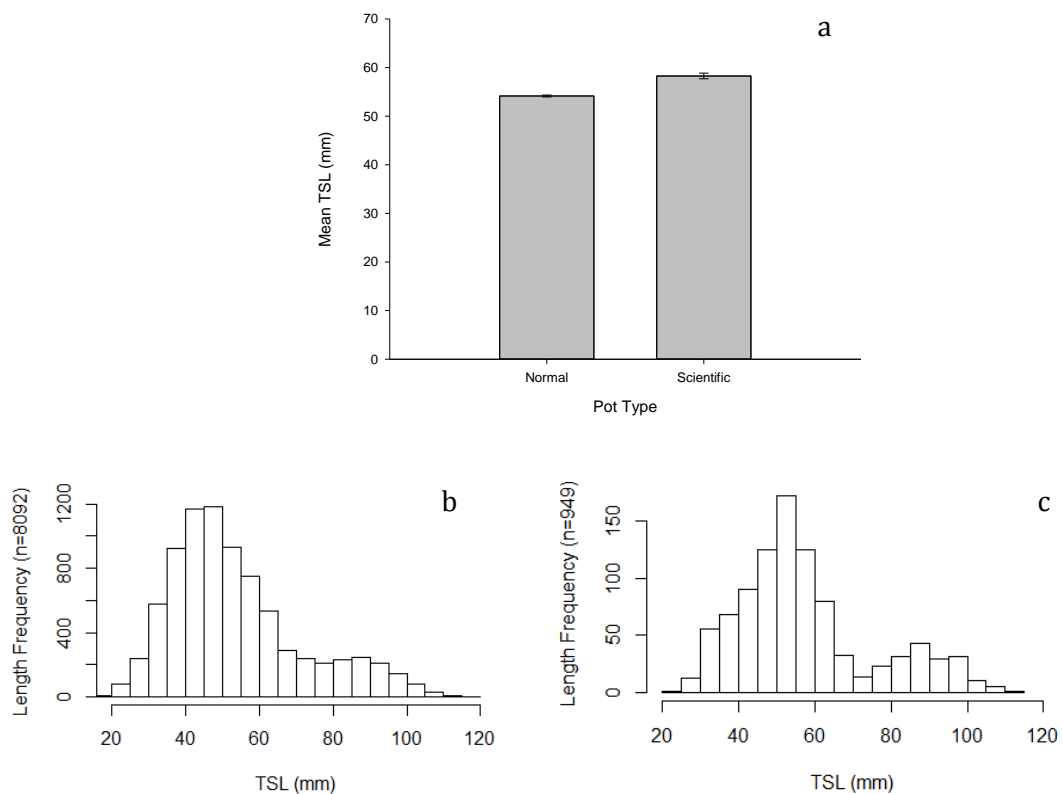 a
70
60
50
40
30
20
10
0
Mean TSL (mm)
Normal Scientific
Pot Type
b
Length Frequency (n=8092)
0 400 800 1200
20 40 60 80 100 120
TSL (mm)
c
Length Frequency (n=949)
0 50 100 150
20 40 60 80 100 120
TSL (mm)